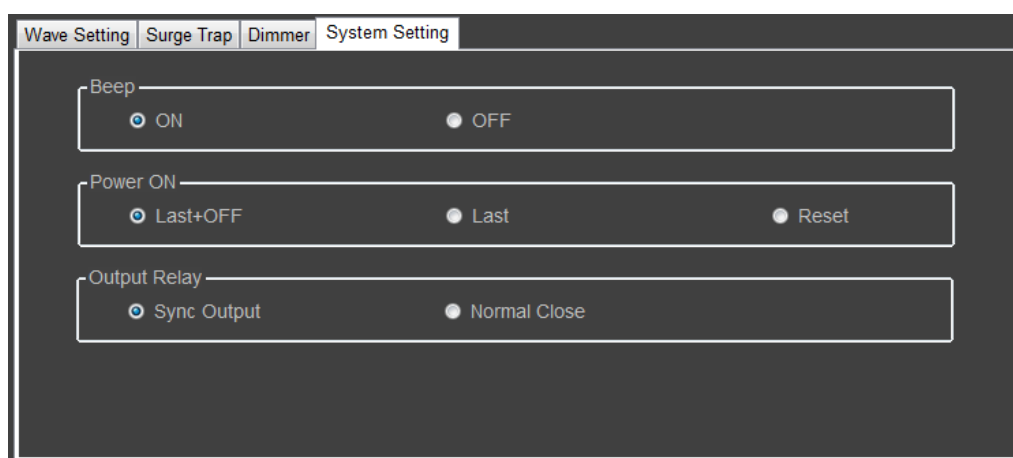 Wave Setting Surge Trap Dimmer System Setting
Beep
ON OFF
Power ON
Last+OFF Last Reset
Output Relay
Sync Output Normal Close